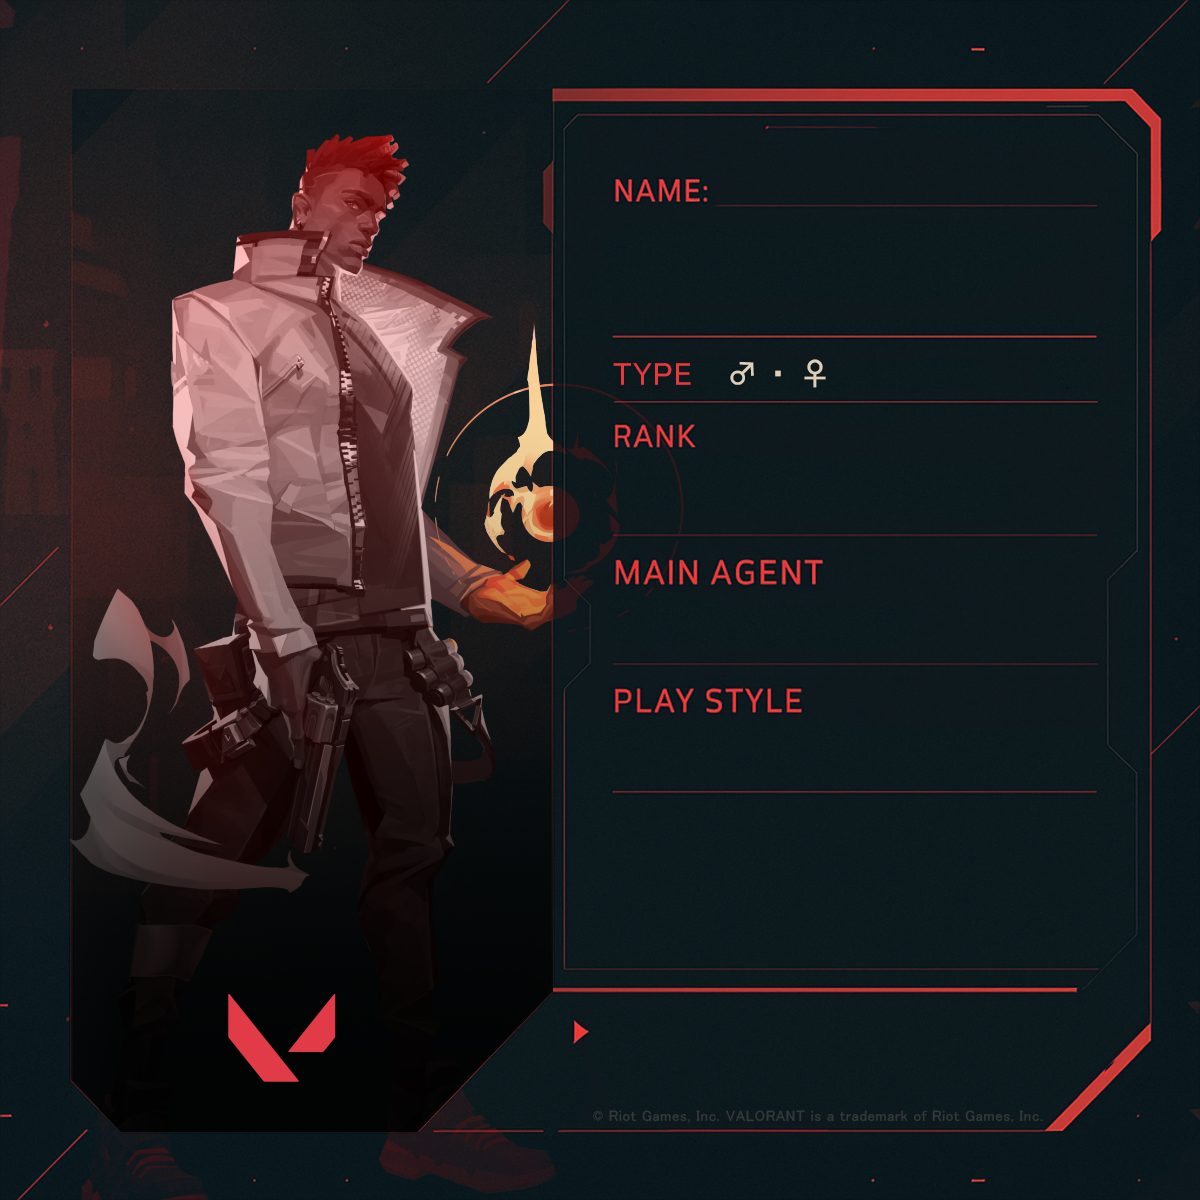 NAME:
TYPE ♂・♀
RANK
MAIN AGENT
PLAY STYLE
© Riot Games, Inc. VALORANT is a trademark of Riot Games, Inc.